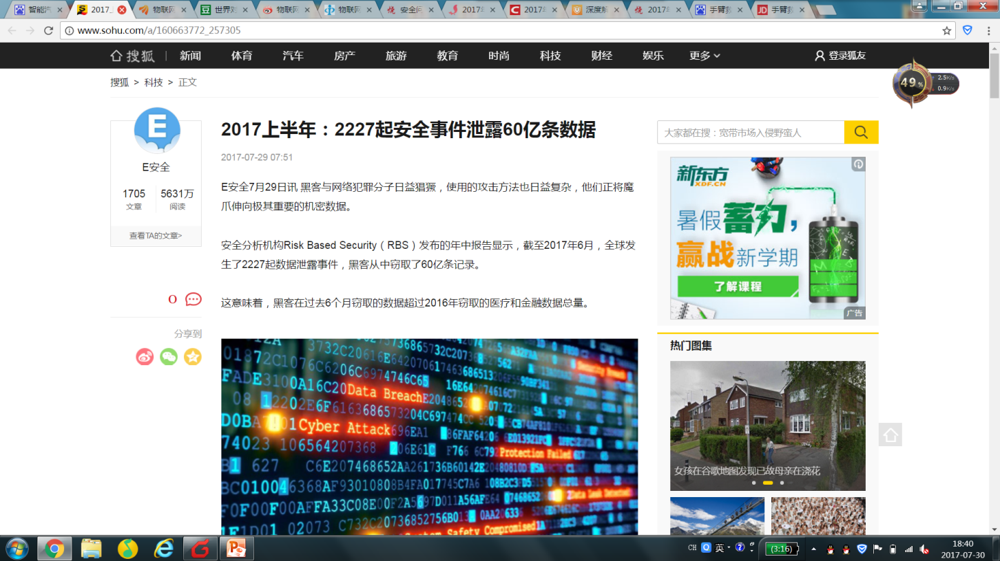 智能汽
2017上
物联网
物联网
世界对
物联网
物联网
安全问
2017年
2017年
深度解
2017年
手臂救
手臂救
www.sohu.com/a/160663772_257305
搜狐 | 新闻 体育 汽车 房产 旅游 教育 时尚 科技 财经 娱乐 更多 登录狐友
49%
2.5K/s
0.9K/s
搜狐 > 科技 > 正文
E
E安全
1705 5631万
文章 阅读
查看TA的文章>
0
分享到
2017上半年：2227起安全事件泄露60亿条数据
2017-07-29 07:51
E安全7月29日讯 黑客与网络犯罪分子日益猖獗，使用的攻击方法也日益复杂，他们正将魔
爪伸向极其重要的机密数据。
安全分析机构Risk Based Security（RBS）发布的年中报告显示，截至2017年6月，全球发
生了2227起数据泄露事件，黑客从中窃取了60亿条记录。
这意味着，黑客在过去6个月窃取的数据超过2016年窃取的医疗和金融数据总量。
Security Breach
Data Breach
Cyber Attack
Protection Failed
System Safety Compromised
大家都在搜：宽带市场入侵野蛮人
新东方
XDF.CN
暑假蓄力，
赢战新学期
了解课程
广告
热门图集
女孩在谷歌地图发现已故母亲在浇花
CH 英
(3:16)
18:40
2017-07-30